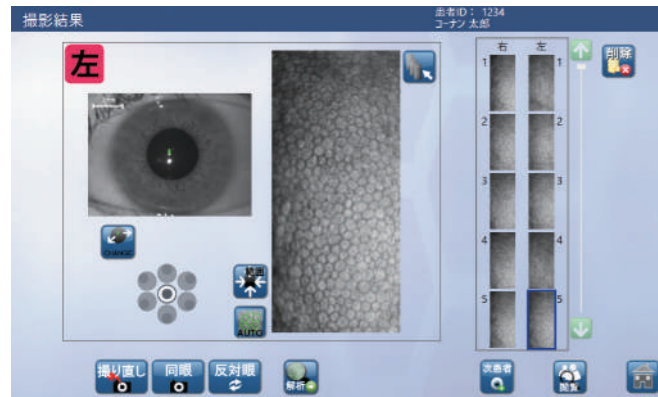 撮影結果
患者ID： 1234
コーナン 太郎
左
右 左
削除
1 1
2 2
3 3
4 4
5 5
CHANGE
動画
AUTO
撮り直し
同眼
反対眼
解析
次患者
閲覧